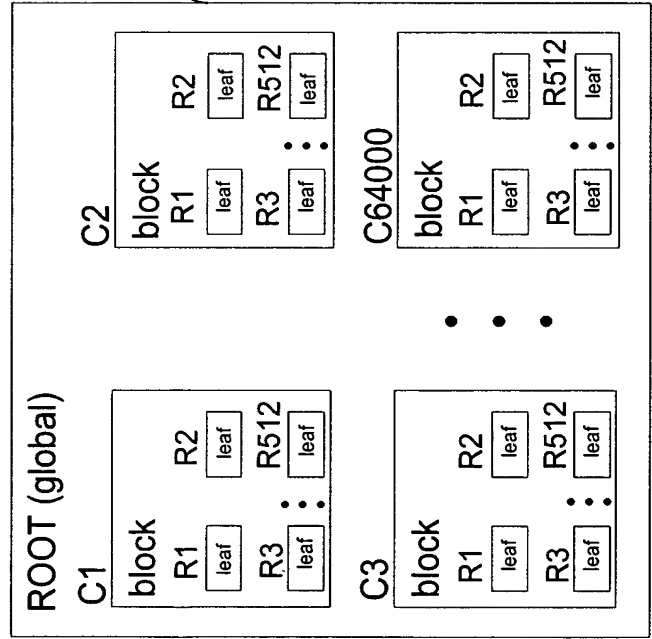 ROOT (global)
C1
block
R1
R2
leaf
leaf
R3
R512
leaf
leaf
C2
block
R1
R2
leaf
leaf
R3
R512
leaf
leaf
C3
block
R1
R2
leaf
leaf
R3
R512
leaf
leaf
C64000
block
R1
R2
leaf
leaf
R3
R512
leaf
leaf